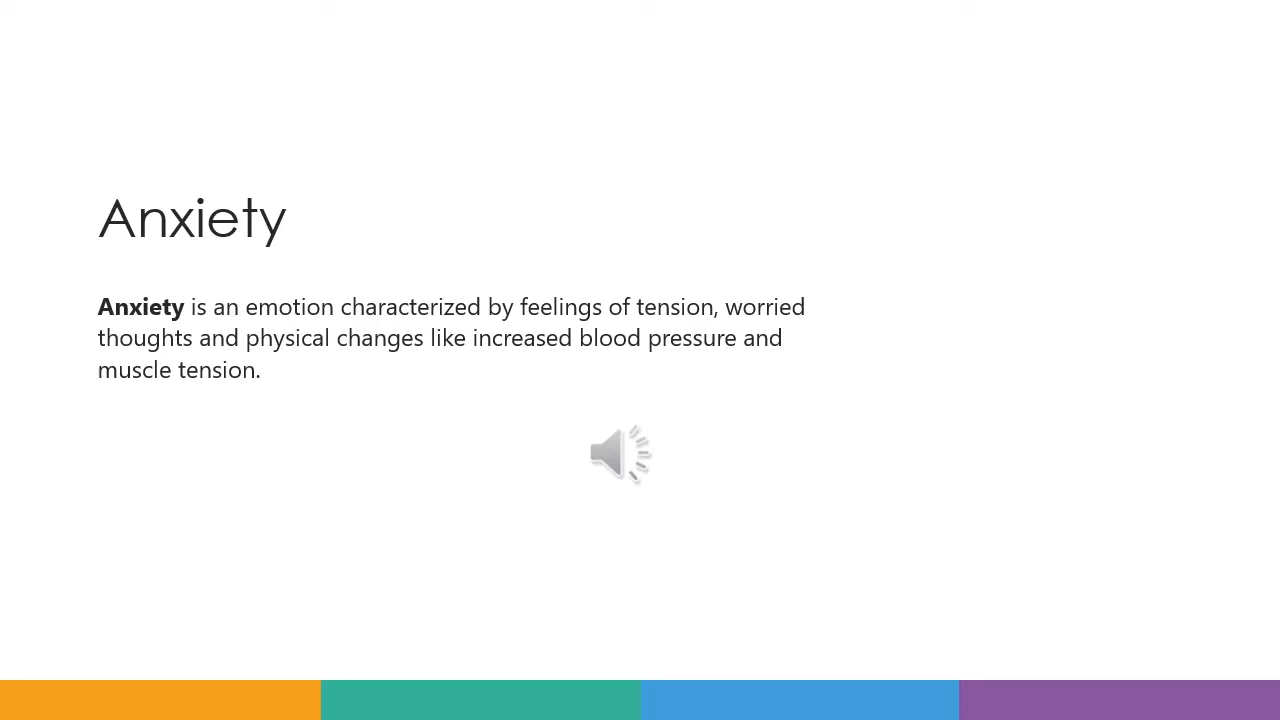 Anxiety
Anxiety is an emotion characterized by feelings of tension, worried
thoughts and physical changes like increased blood pressure and
muscle tension.